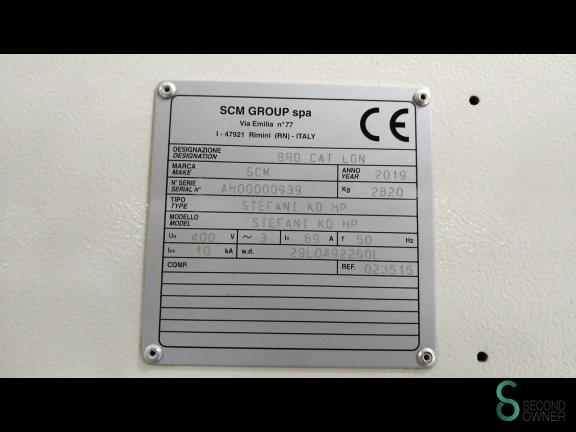 SCM GROUP spa
Via Emilia n°77
I - 47921 Rimini (RN) - ITALY
CE
DESIGNAZIONE
DESIGNATION
BRD CAT LGN
MARCA
MAKE
SCM
ANNO
YEAR
2019
N° SERIE
SERIAL N°
AH00000939
Kg
2820
TIPO
TYPE
STEFANI KD HP
MODELLO
MODEL
STEFANI KD HP
Un 400 V ~ 3 In 69 A f 50 Hz
Icc 10 kA w.d. 29L0492250L
COMP.
REF. 023515
SECOND
OWNER